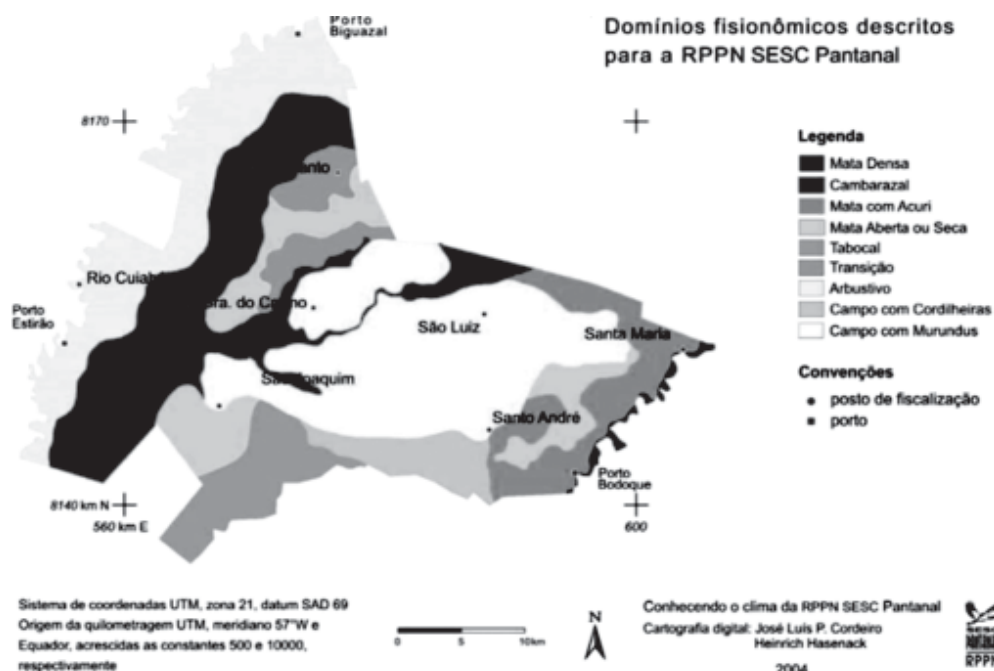 Porto
Biguazal
Domínios fisionômicos descritos
para a RPPN SESC Pantanal
8170
Legenda
Mata Densa
Cambarazal
Mata com Acuri
Mata Aberta ou Seca
Tabocal
Transição
Arbustivo
Campo com Cordilheiras
Campo com Murundus
Rio
Porto
Estirão
São Luiz
Santa Maria
Convenções
posto de fiscalização
porto
Santo André
Porto
Bodoque
8140 km N
560 km E
600
Sistema de coordenadas UTM, zona 21, datum SAD 69
Origem da quilometragem UTM, meridiano 57°W e
Equador, acrescidas as constantes 500 e 10000,
respectivamente
0 5 10km
N
Conhecendo o clima da RPPN SESC Pantanal
Cartografia digital: José Luís P. Cordeiro
Heinrich Hasenack
2004
SESC
RPPN